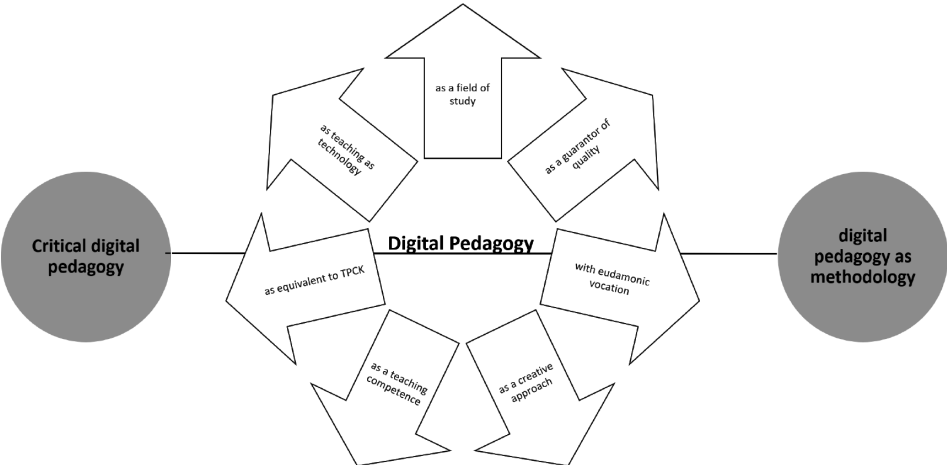 as a field of
study
as teaching as
technology
as a guarantor of
quality
Critical digital
pedagogy
Digital Pedagogy
digital
pedagogy as
methodology
as equivalent to TPCK
with eudamonic
vocation
as a teaching
competence
as a creative
approach